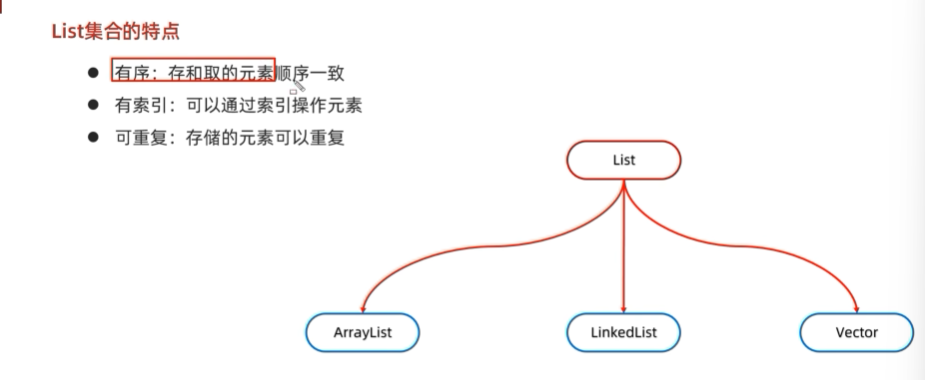 List集合的特点
有序：存和取的元素顺序一致
有索引：可以通过索引操作元素
可重复：存储的元素可以重复
List
ArrayList
LinkedList
Vector